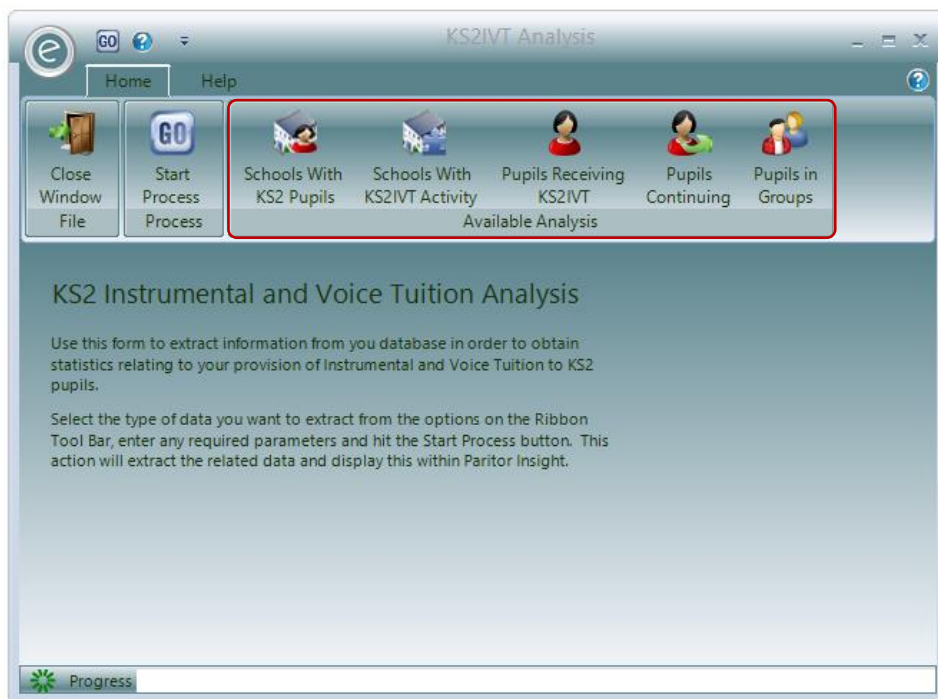 e GO ?
KS2IVT Analysis
Home Help
Close Window
Start Process
Schools With KS2 Pupils
Schools With KS2IVT Activity
Pupils Receiving KS2IVT
Pupils Continuing
Pupils in Groups
File
Process
Available Analysis
KS2 Instrumental and Voice Tuition Analysis
Use this form to extract information from you database in order to obtain
statistics relating to your provision of Instrumental and Voice Tuition to KS2
pupils.
Select the type of data you want to extract from the options on the Ribbon
Tool Bar, enter any required parameters and hit the Start Process button. This
action will extract the related data and display this within Paritor Insight.
Progress